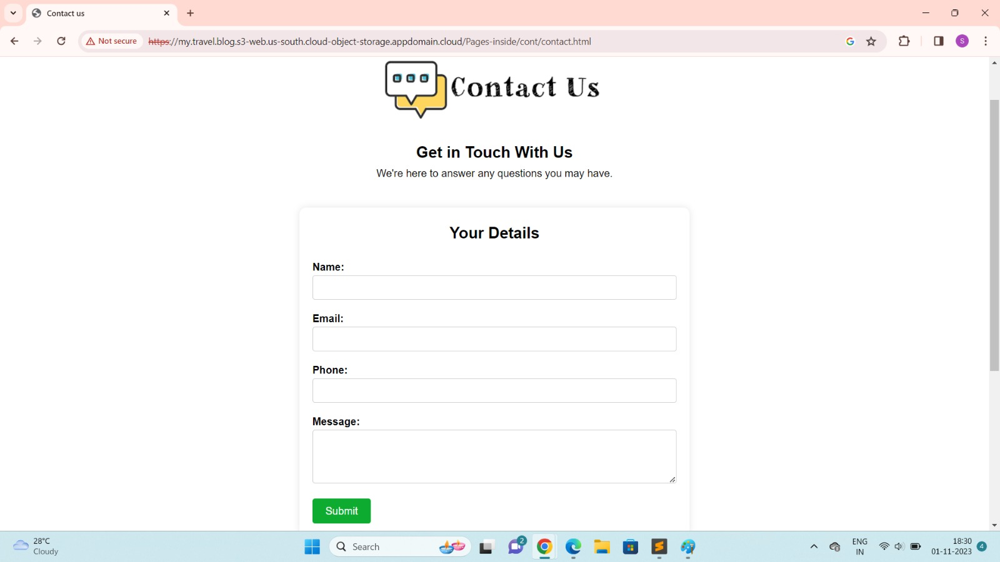 Contact us
Not secure
https://my.travel.blog.s3-web.us-south.cloud-object-storage.appdomain.cloud/Pages-inside/cont/contact.html
S
Contact Us
Get in Touch With Us
We're here to answer any questions you may have.
Your Details
Name:
Email:
Phone:
Message:
Submit
28°C
Cloudy
Search
2
ENG
IN
18:30
01-11-2023
4